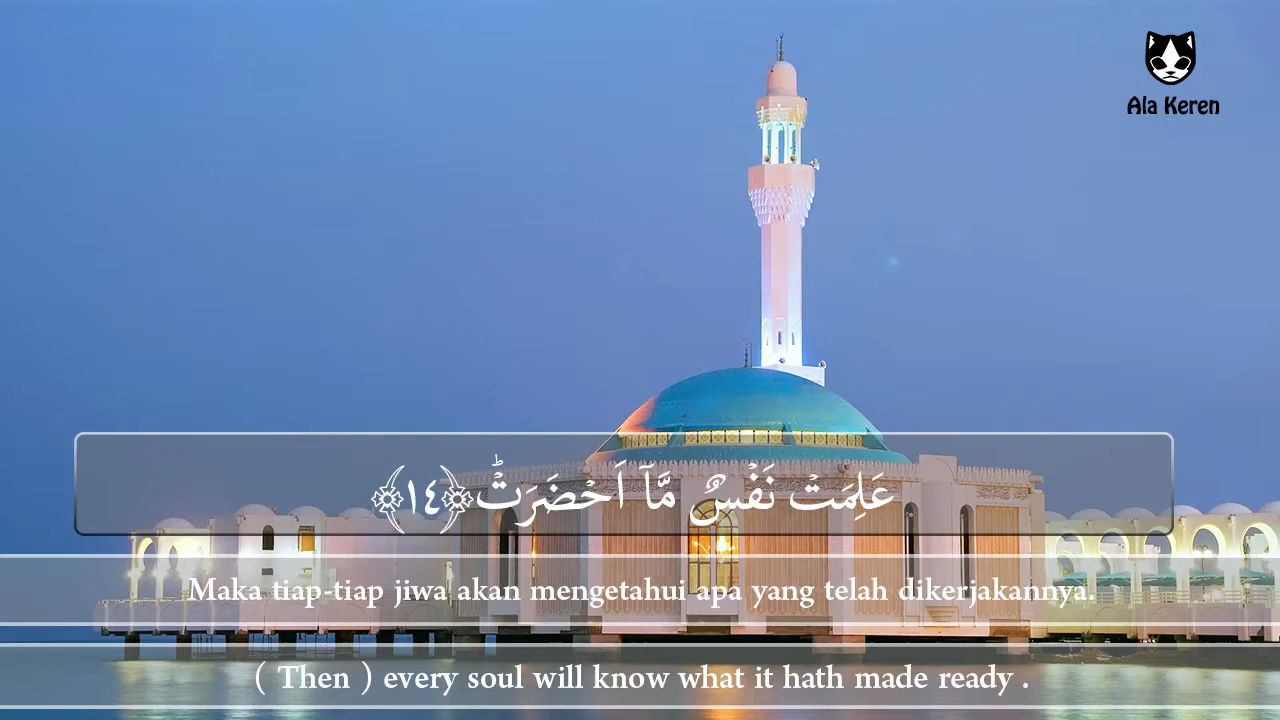 Ala Keren
عَلِمَتْ نَفْسٌ مَّآ اَحْضَرَتْۗ ﴿١٤﴾
Maka tiap-tiap jiwa akan mengetahui apa yang telah dikerjakannya.
( Then ) every soul will know what it hath made ready .